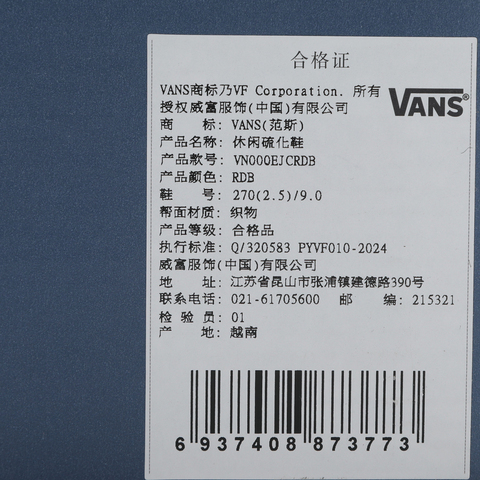 合格证
VANS商标乃VF Corporation. 所有
授权威富服饰(中国)有限公司
VANS®
商 标: VANS(范斯)
产品名称: 休闲硫化鞋
产品款号: VN000EJCRDB
产品颜色: RDB
鞋 号: 270(2.5)/9.0
帮面材质: 织物
产品等级: 合格品
执行标准: Q/320583 PYVF010-2024
威富服饰(中国)有限公司
地 址: 江苏省昆山市张浦镇建德路390号
联系电话: 021-61705600 邮 编: 215321
检 验 员: 01
产 地: 越南
6 937408 873773